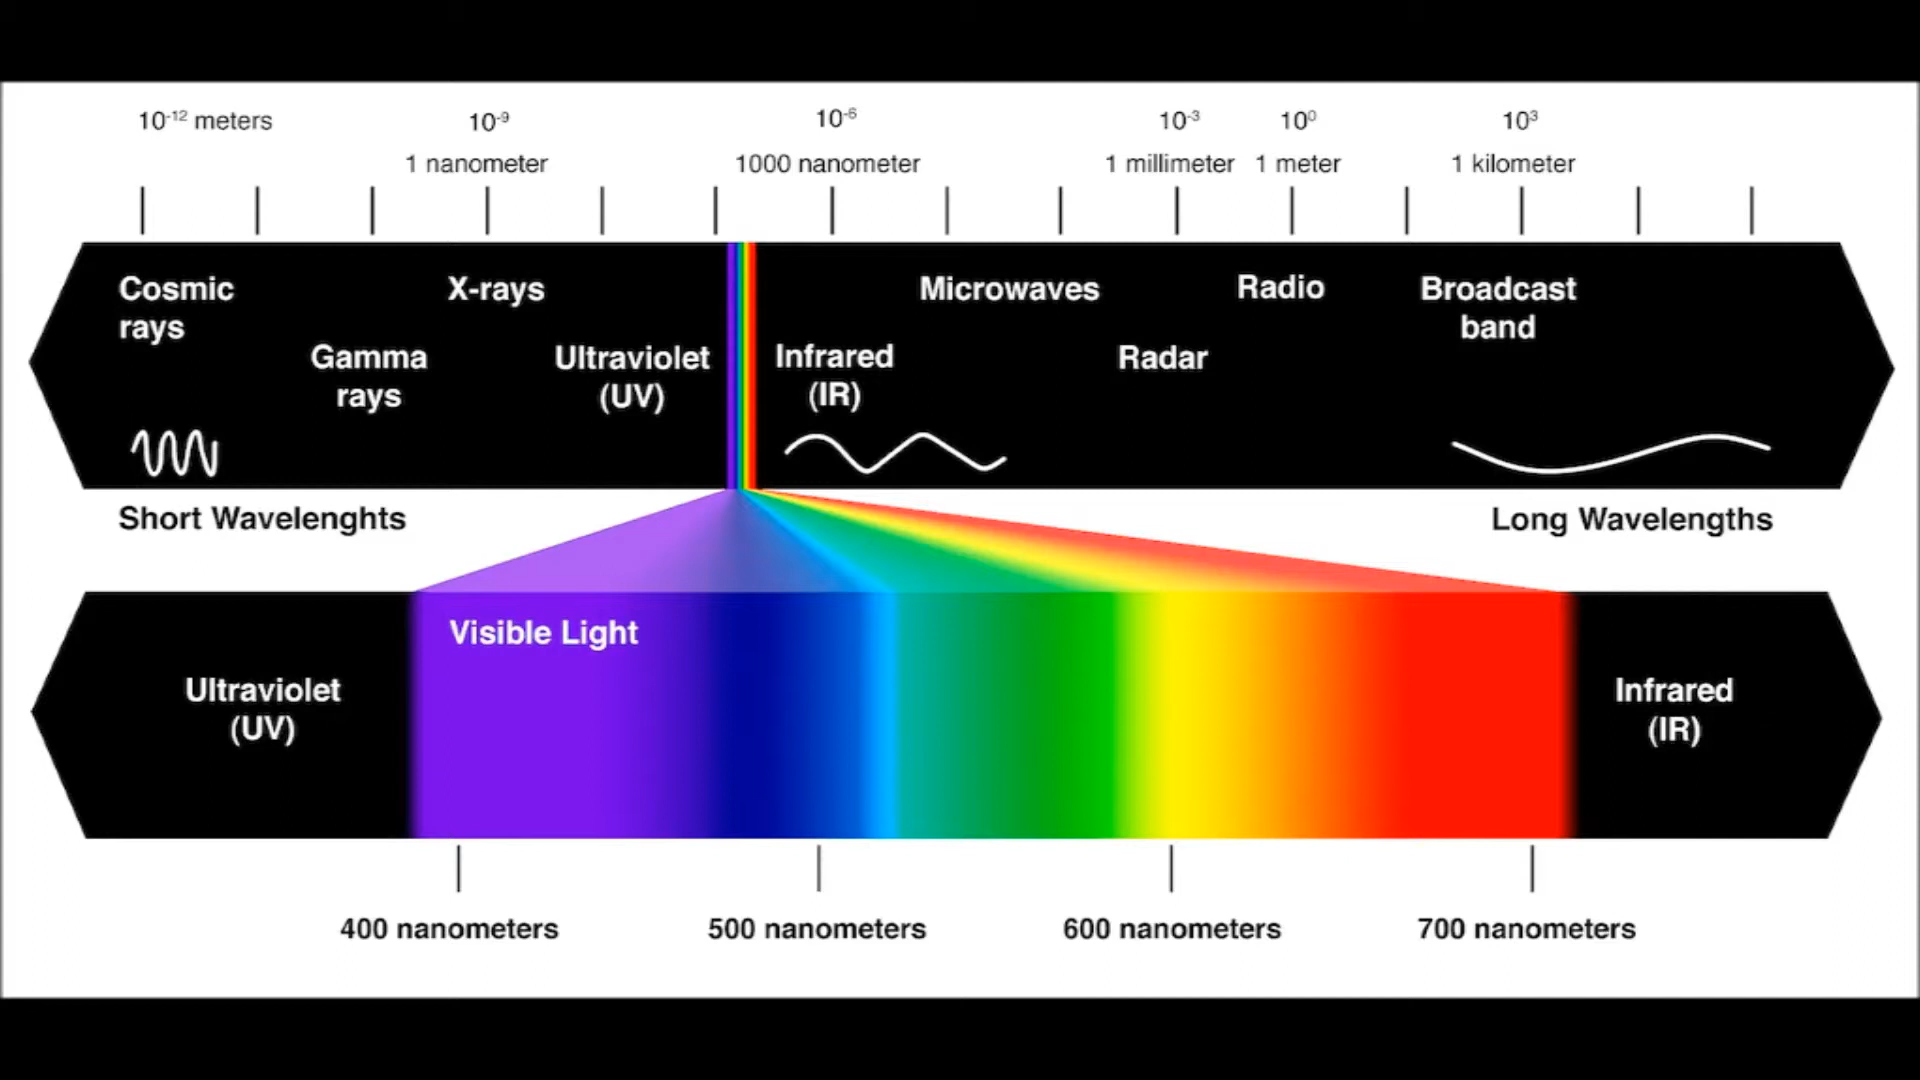 10⁻¹² meters 10⁻⁹ 10⁻⁶ 10⁻³ 10⁰ 10³
1 nanometer 1000 nanometer 1 millimeter 1 meter 1 kilometer
Cosmic
rays
Gamma
rays
X-rays
Ultraviolet
(UV)
Infrared
(IR)
Microwaves
Radar
Radio
Broadcast
band
Short Wavelenghts
Long Wavelengths
Visible Light
Ultraviolet
(UV)
Infrared
(IR)
400 nanometers 500 nanometers 600 nanometers 700 nanometers